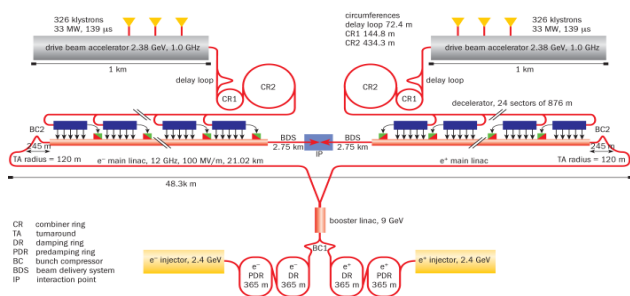 326 klystrons
33 MW, 139 μs
drive beam accelerator 2.38 GeV, 1.0 GHz
1 km
delay loop
CR1
CR2
circumferences
delay loop 72.4 m
CR1 144.8 m
CR2 434.3 m
326 klystrons
33 MW, 139 μs
drive beam accelerator 2.38 GeV, 1.0 GHz
1 km
delay loop
CR2
CR1
decelerator, 24 sectors of 876 m
BC2
245 m
TA radius = 120 m
e⁻ main linac, 12 GHz, 100 MV/m, 21.02 km
BDS
2.75 km
IP
BDS
2.75 km
e⁺ main linac
BC2
245 m
TA radius = 120 m
48.3k m
CR combiner ring
TA turnaround
DR damping ring
PDR predamping ring
BC bunch compressor
BDS beam delivery system
IP interaction point
booster linac, 9 GeV
BC1
e⁻ injector, 2.4 GeV
e⁻
PDR
365 m
e⁻
DR
365 m
e⁺
DR
365 m
e⁺
PDR
365 m
e⁺ injector, 2.4 GeV